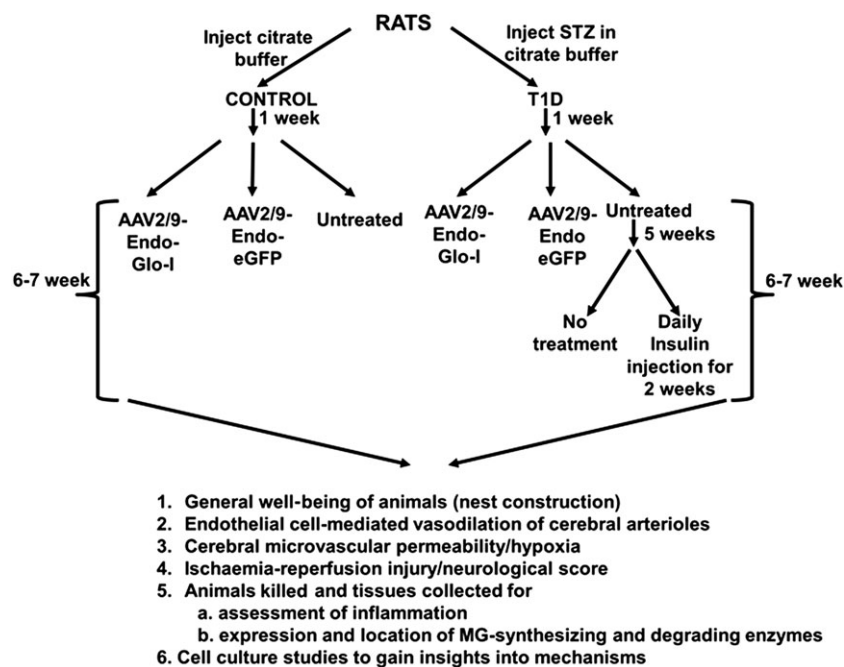 RATS
Inject citrate
buffer
Inject STZ in
citrate buffer
CONTROL
1 week
T1D
1 week
AAV2/9-
Endo-
Glo-I
AAV2/9-
Endo-
eGFP
Untreated
AAV2/9-
Endo-
Glo-I
AAV2/9-
Endo
eGFP
Untreated
5 weeks
6-7 week
6-7 week
No
treatment
Daily
Insulin
injection for
2 weeks
1. General well-being of animals (nest construction)
2. Endothelial cell-mediated vasodilation of cerebral arterioles
3. Cerebral microvascular permeability/hypoxia
4. Ischaemia-reperfusion injury/neurological score
5. Animals killed and tissues collected for
a. assessment of inflammation
b. expression and location of MG-synthesizing and degrading enzymes
6. Cell culture studies to gain insights into mechanisms